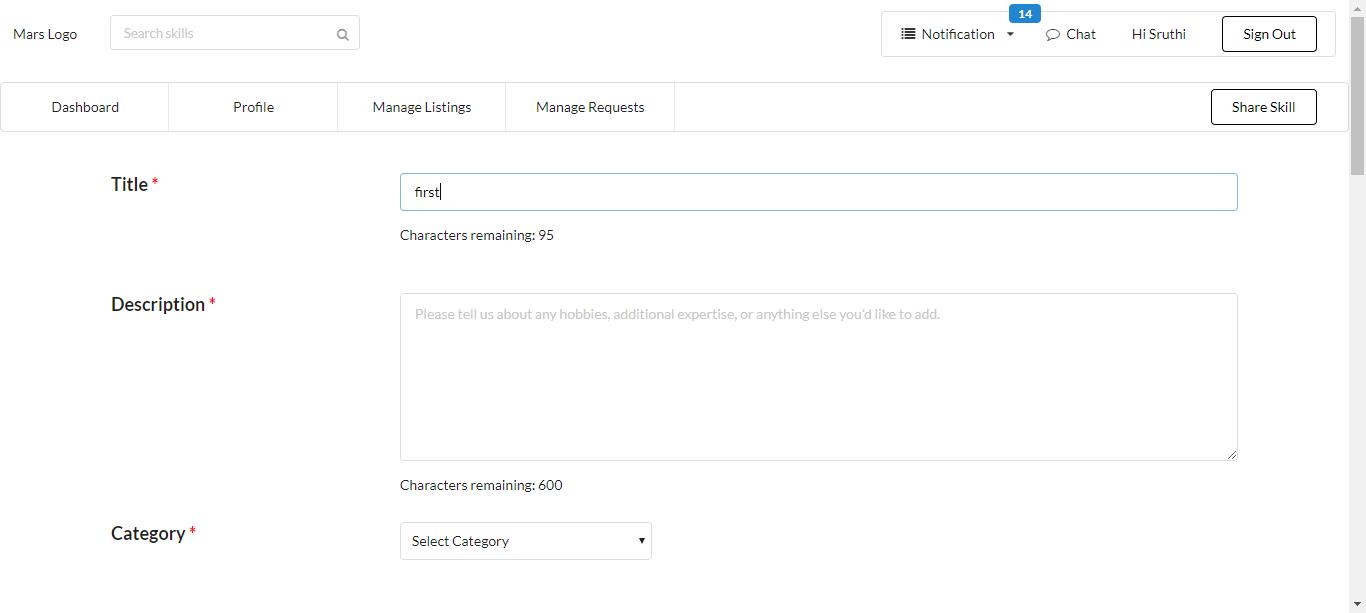 14
Mars Logo Search skills Notification Chat Hi Sruthi Sign Out
Dashboard Profile Manage Listings Manage Requests Share Skill
Title * first
Characters remaining: 95
Description * Please tell us about any hobbies, additional expertise, or anything else you'd like to add.
Characters remaining: 600
Category * Select Category